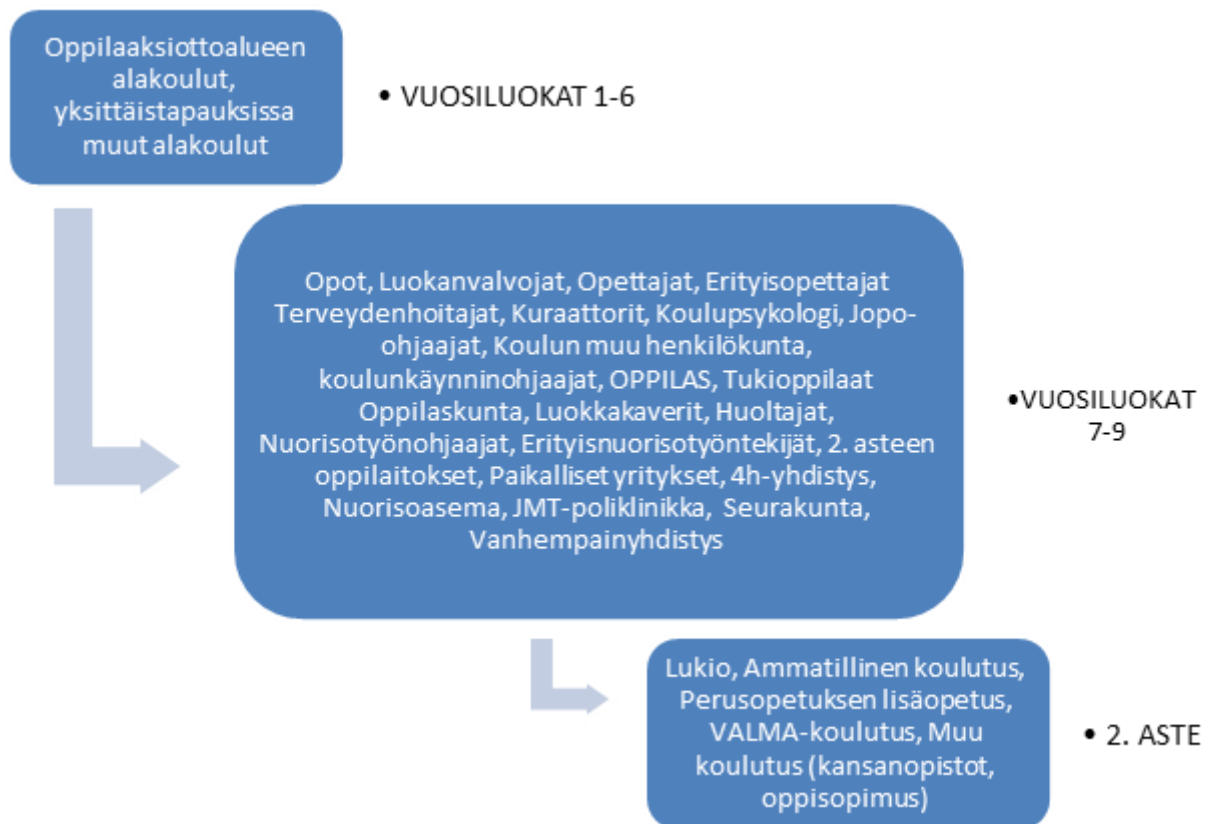 Oppilaaksiottoalueen
alakoulut,
yksittäistapauksissa
muut alakoulut
• VUOSILUOKAT 1-6
Opot, Luokanvalvojat, Opettajat, Erityisopettajat
Terveydenhoitajat, Kuraattorit, Koulupsykologi, Jopo-
ohjaajat, Koulun muu henkilökunta,
koulunkäynninohjaajat, OPPILAS, Tukioppilaat
Oppilaskunta, Luokkakaverit, Huoltajat,
Nuorisotyönohjaajat, Erityisnuorisotyöntekijät, 2. asteen
oppilaitokset, Paikalliset yritykset, 4h-yhdistys,
Nuorisoasema, JMT-poliklinikka, Seurakunta,
Vanhempainyhdistys
•VUOSILUOKAT
7-9
Lukio, Ammatillinen koulutus,
Perusopetuksen lisäopetus,
VALMA-koulutus, Muu
koulutus (kansanopistot,
oppisopimus)
• 2. ASTE